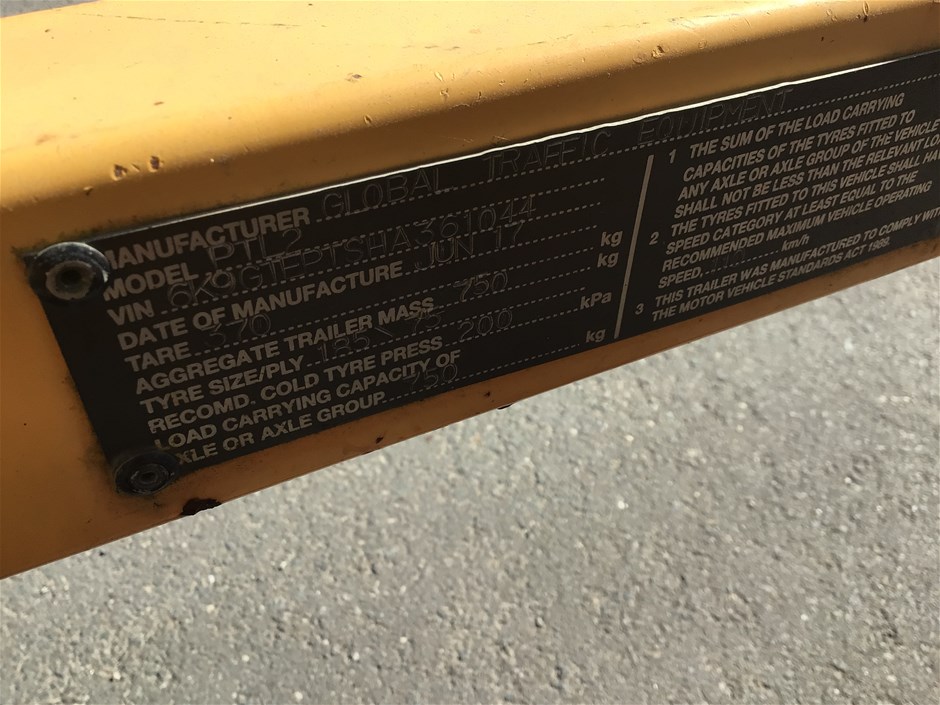 MANUFACTURER GLOBAL TRAFFIC EQUIPMENT
MODEL PTL2
VIN 6K9GTEPTSHA361044
DATE OF MANUFACTURE JUN 17
TARE 370 kg
AGGREGATE TRAILER MASS 750 kg
TYRE SIZE/PLY 155 75
RECOMD. COLD TYRE PRESS 200 kPa
LOAD CARRYING CAPACITY OF
AXLE OR AXLE GROUP 750 kg
1 THE SUM OF THE LOAD CARRYING
CAPACITIES OF THE TYRES FITTED TO
ANY AXLE OR AXLE GROUP OF THE VEHICLE
SHALL NOT BE LESS THAN THE RELEVANT
2 THE TYRES FITTED TO THIS VEHICLE SHALL
SPEED CATEGORY AT LEAST EQUAL TO THE
RECOMMENDED MAXIMUM VEHICLE OPERATING
SPEED, km/h
3 THIS TRAILER WAS MANUFACTURED TO COMPLY WITH
THE MOTOR VEHICLE STANDARDS ACT 1989.